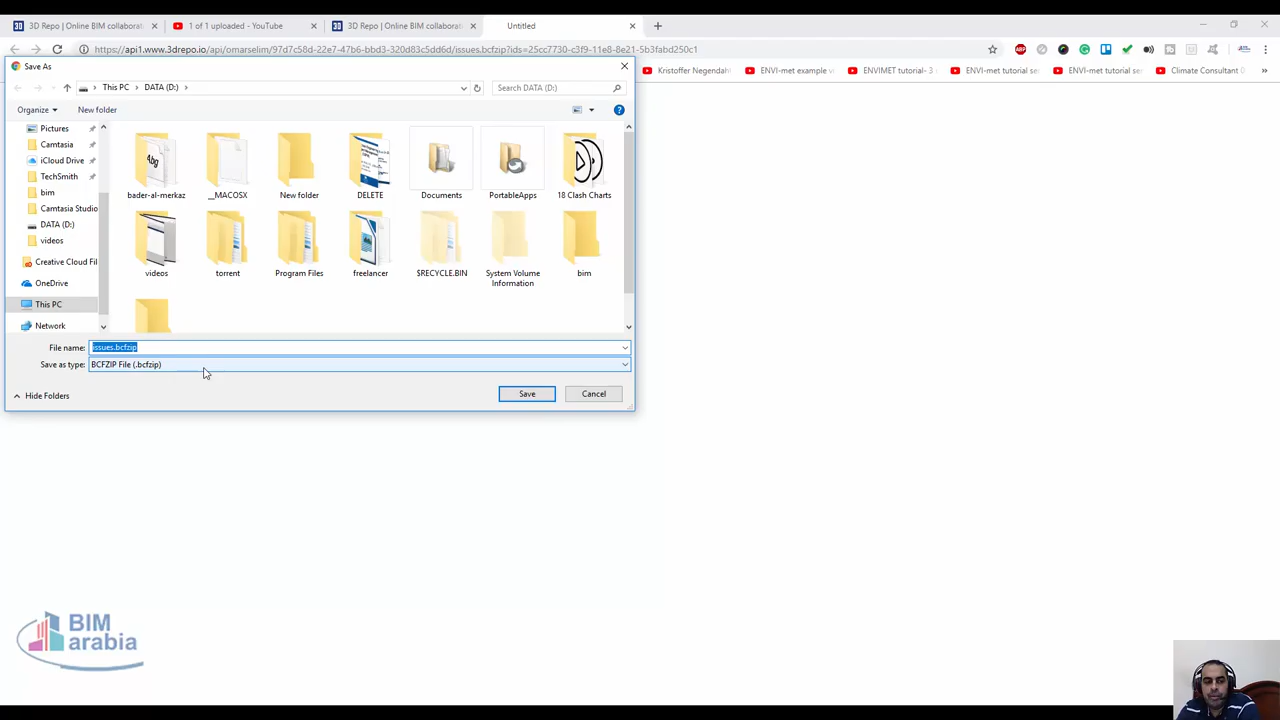 3D Repo | Online BIM collabora
1 of 1 uploaded - YouTube
3D Repo | Online BIM collabora
Untitled
https://api1.www.3drepo.io/api/omarselim/97d7c58d-22e7-47b6-bbd3-320d83c5dd6d/issues.bcfzip?ids=25cc7730-c3f9-11e8-8e21-5b3fabd250c1
Kristoffer Negendahl
ENVI-met example v
ENVIMET tutorial- 3
ENVI-met tutorial se
ENVI-met tutorial se
Climate Consultant 0
Save As
This PC
DATA (D:)
Search DATA (D:)
Organize
New folder
Pictures
Camtasia
iCloud Drive
TechSmith
bim
Camtasia Studio
DATA (D:)
videos
Creative Cloud Fil
OneDrive
This PC
Network
bader-al-merkaz
__MACOSX
New folder
DELETE
Documents
PortableApps
18 Clash Charts
videos
torrent
Program Files
freelancer
$RECYCLE.BIN
System Volume
Information
bim
File name:
issues.bcfzip
Save as type:
BCFZIP File (.bcfzip)
Hide Folders
Save
Cancel
BIM
arabia